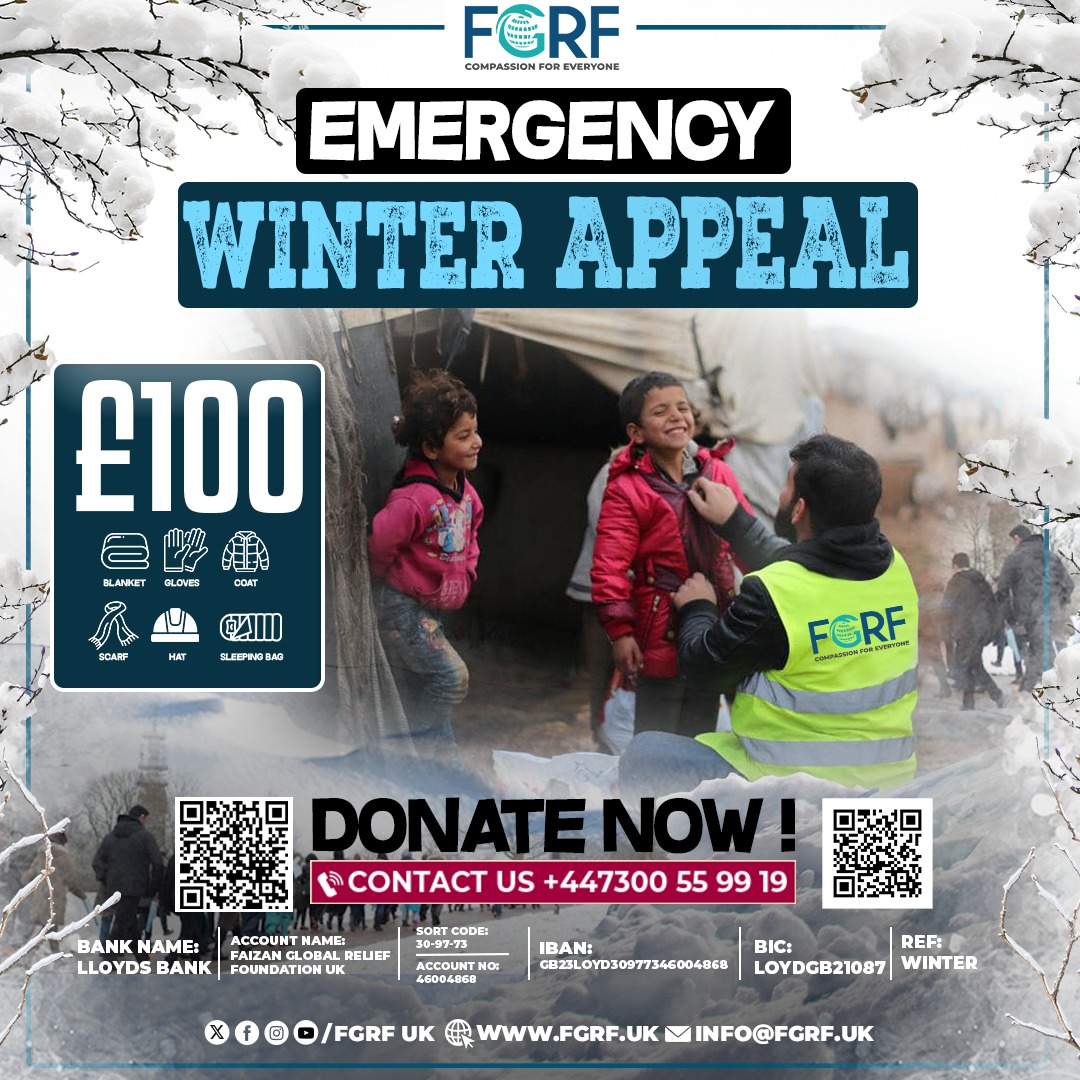 FGRF
COMPASSION FOR EVERYONE
EMERGENCY
WINTER APPEAL
£100
BLANKET GLOVES COAT
SCARF HAT SLEEPING BAG
FGRF
COMPASSION FOR EVERYONE
DONATE NOW !
CONTACT US +447300 55 99 19
BANK NAME:
LLOYDS BANK
ACCOUNT NAME:
FAIZAN GLOBAL RELIEF
FOUNDATION UK
SORT CODE:
30-97-73
ACCOUNT NO:
46004868
IBAN:
GB23LOYD30977346004868
BIC:
LOYDGB21087
REF:
WINTER
/FGRF UK WWW.FGRF.UK INFO@FGRF.UK